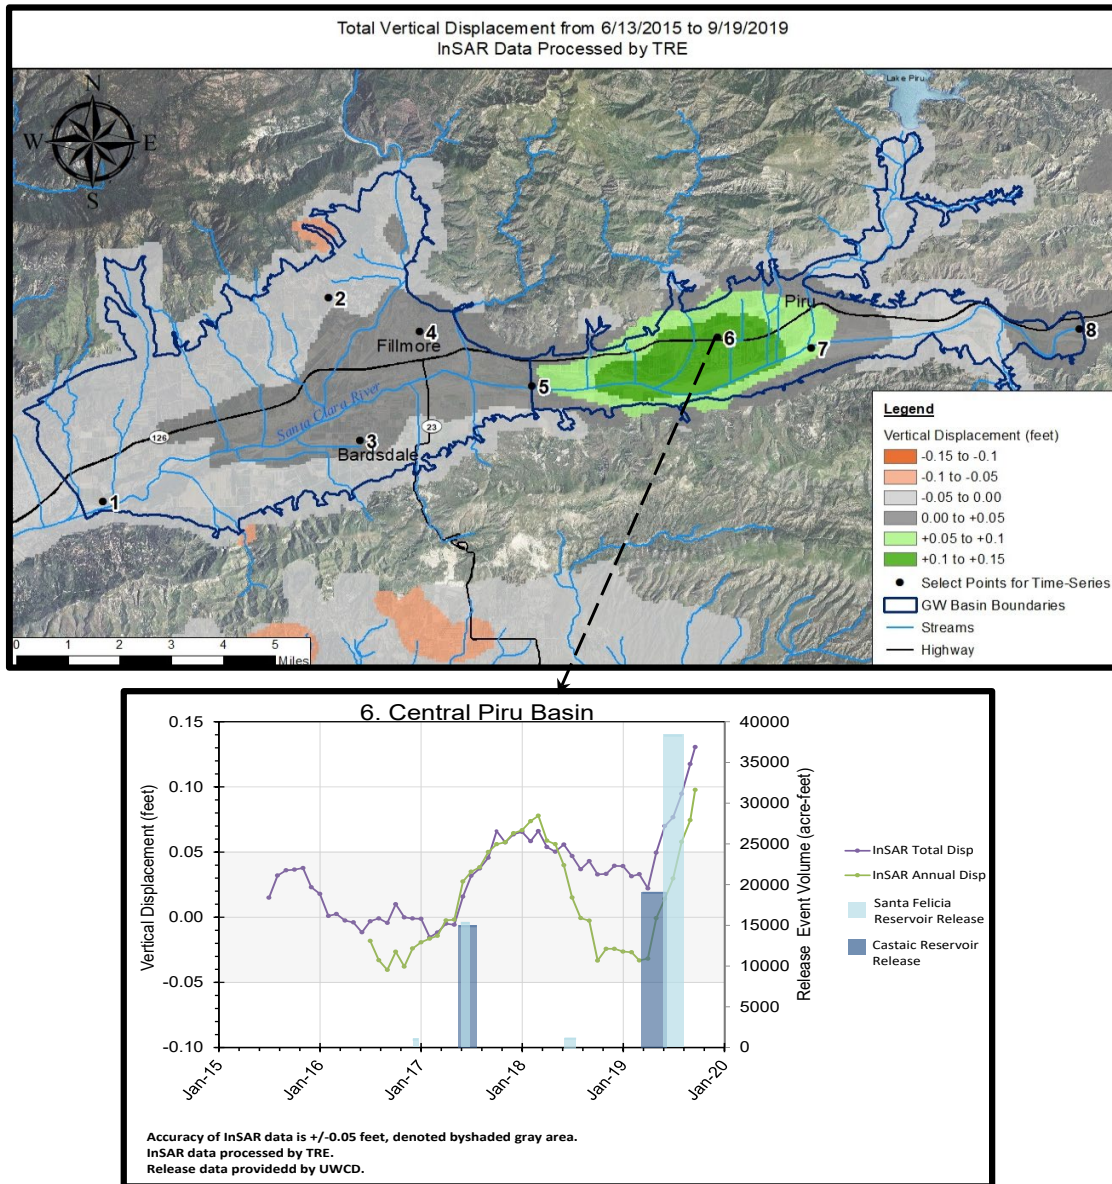 Total Vertical Displacement from 6/13/2015 to 9/19/2019
InSAR Data Processed by TRE
N
W
E
S
Lake Piru
2
4
Fillmore
Piru
6
7
8
5
Santa Clara River
126
23
3
Bardsdale
1
Legend
Vertical Displacement (feet)
-0.15 to -0.1
-0.1 to -0.05
-0.05 to 0.00
0.00 to +0.05
+0.05 to +0.1
+0.1 to +0.15
Select Points for Time-Series
GW Basin Boundaries
Streams
Highway
0 1 2 3 4 5
Miles
6. Central Piru Basin
0.15
0.10
0.05
0.00
-0.05
-0.10
Vertical Displacement (feet)
40000
35000
30000
25000
20000
15000
10000
5000
0
Release Event Volume (acre-feet)
Jan-15
Jan-16
Jan-17
Jan-18
Jan-19
Jan-20
InSAR Total Disp
InSAR Annual Disp
Santa Felicia
Reservoir Release
Castaic Reservoir
Release
Accuracy of InSAR data is +/-0.05 feet, denoted byshaded gray area.
InSAR data processed by TRE.
Release data providedd by UWCD.